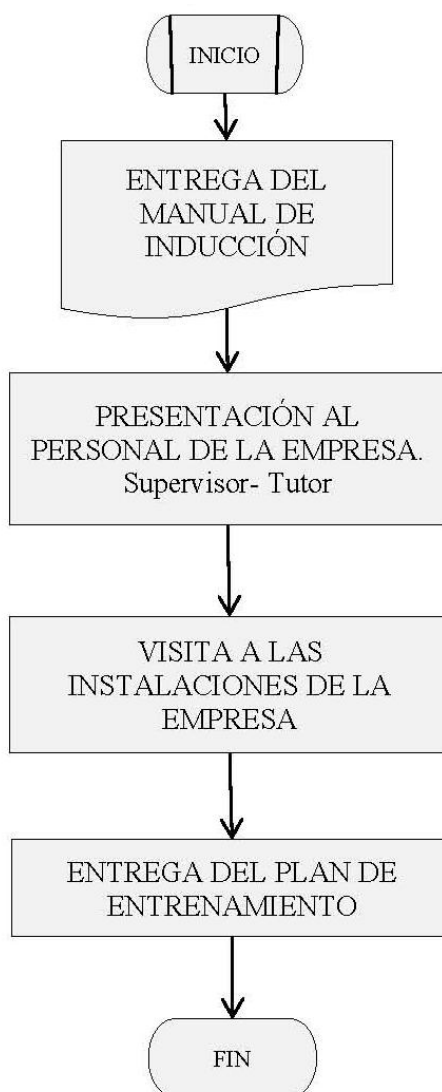 INICIO
ENTREGA DEL
MANUAL DE
INDUCCIÓN
PRESENTACIÓN AL
PERSONAL DE LA EMPRESA.
Supervisor- Tutor
VISITA A LAS
INSTALACIONES DE LA
EMPRESA
ENTREGA DEL PLAN DE
ENTRENAMIENTO
FIN